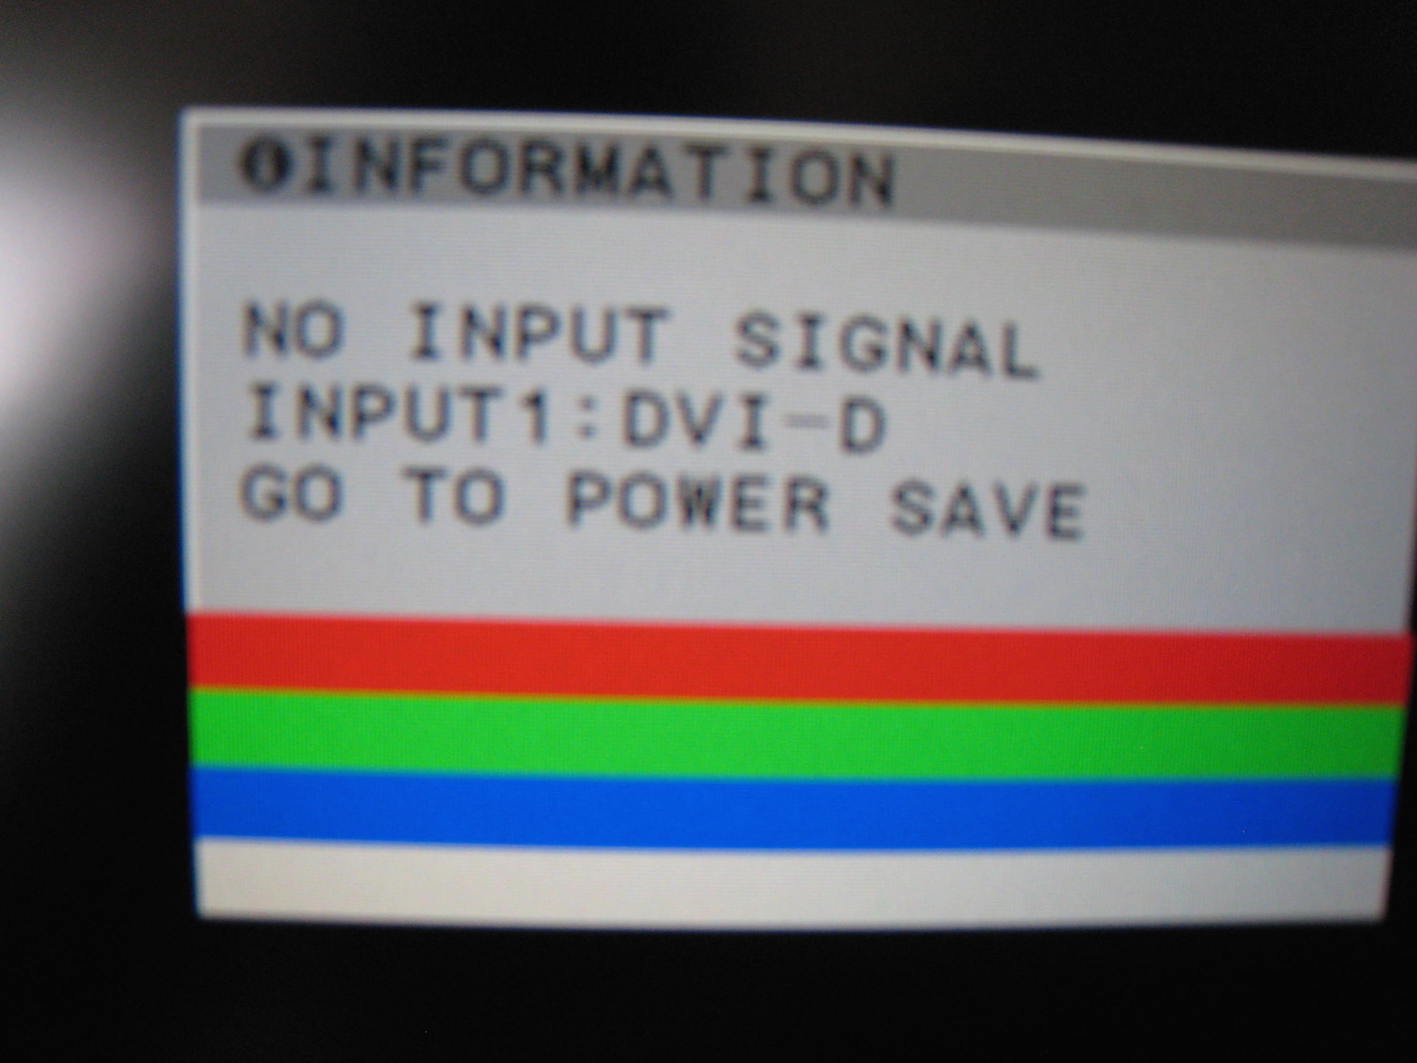 INFORMATION
NO INPUT SIGNAL
INPUT1:DVI-D
GO TO POWER SAVE